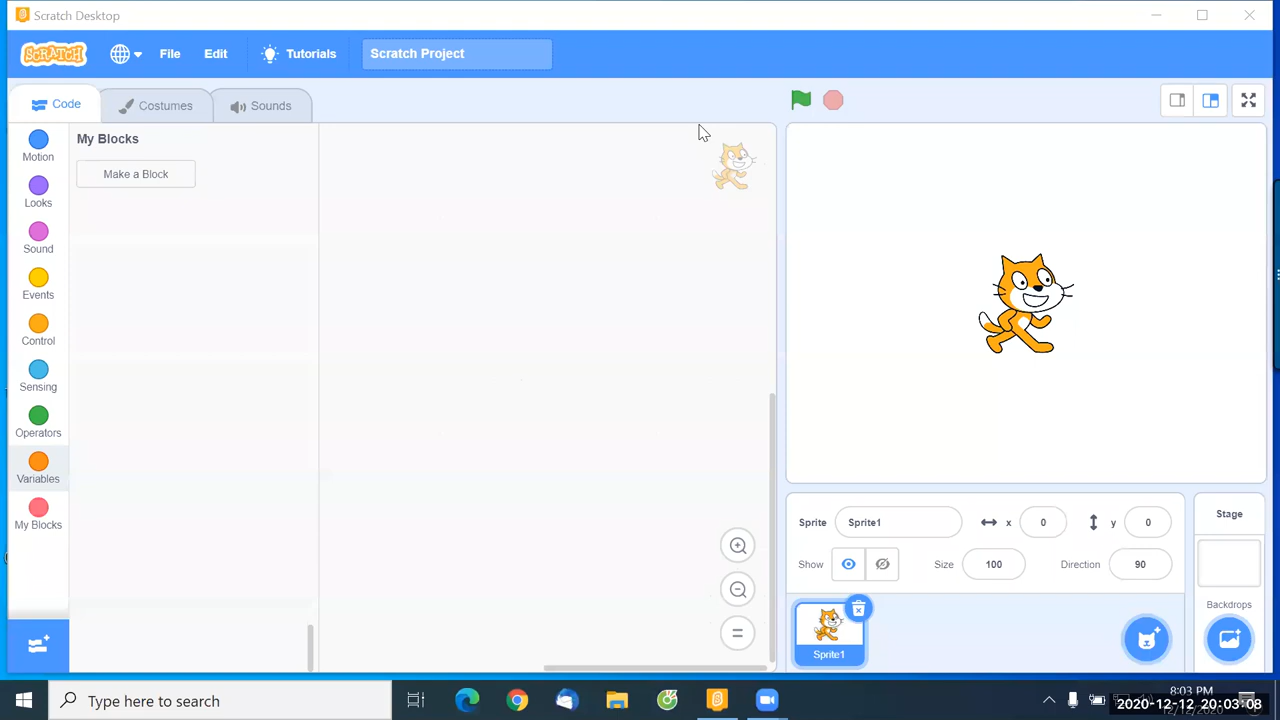 Scratch Desktop
SCRATCH File Edit Tutorials Scratch Project
Code Costumes Sounds
Motion
Looks
Sound
Events
Control
Sensing
Operators
Variables
My Blocks
My Blocks
Make a Block
Sprite Sprite1 x 0 y 0
Show Size 100 Direction 90
Sprite1
Stage
Backdrops
Type here to search
8:03 PM
2020-12-12 20:03:08